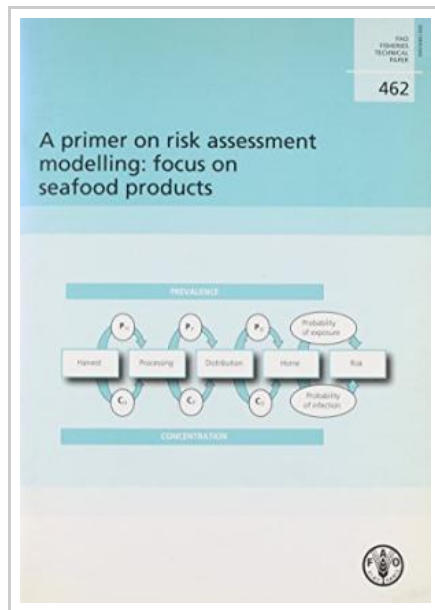 FAO
FISHERIES
TECHNICAL
PAPER
462
A primer on risk assessment
modelling: focus on
seafood products
PREVALENCE
Probability
of exposure
Harvest
Processing
Distribution
Home
Risk
Probability
of infection
CONCENTRATION
F A O